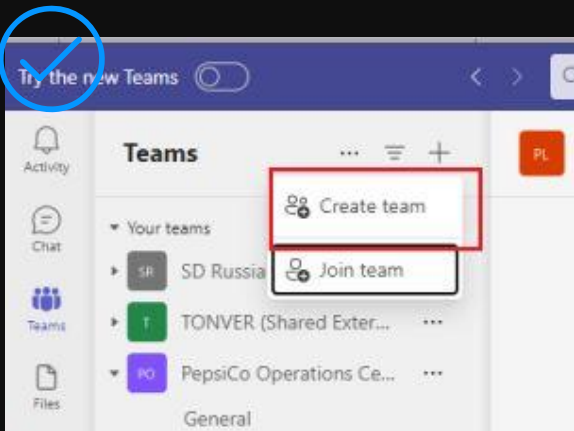 Try the new Teams
PL
Activity
Teams
Create team
Chat
Your teams
SR
SD Russia
Join team
Teams
T
TONVER (Shared Exter...
PO
PepsiCo Operations Ce...
Files
General